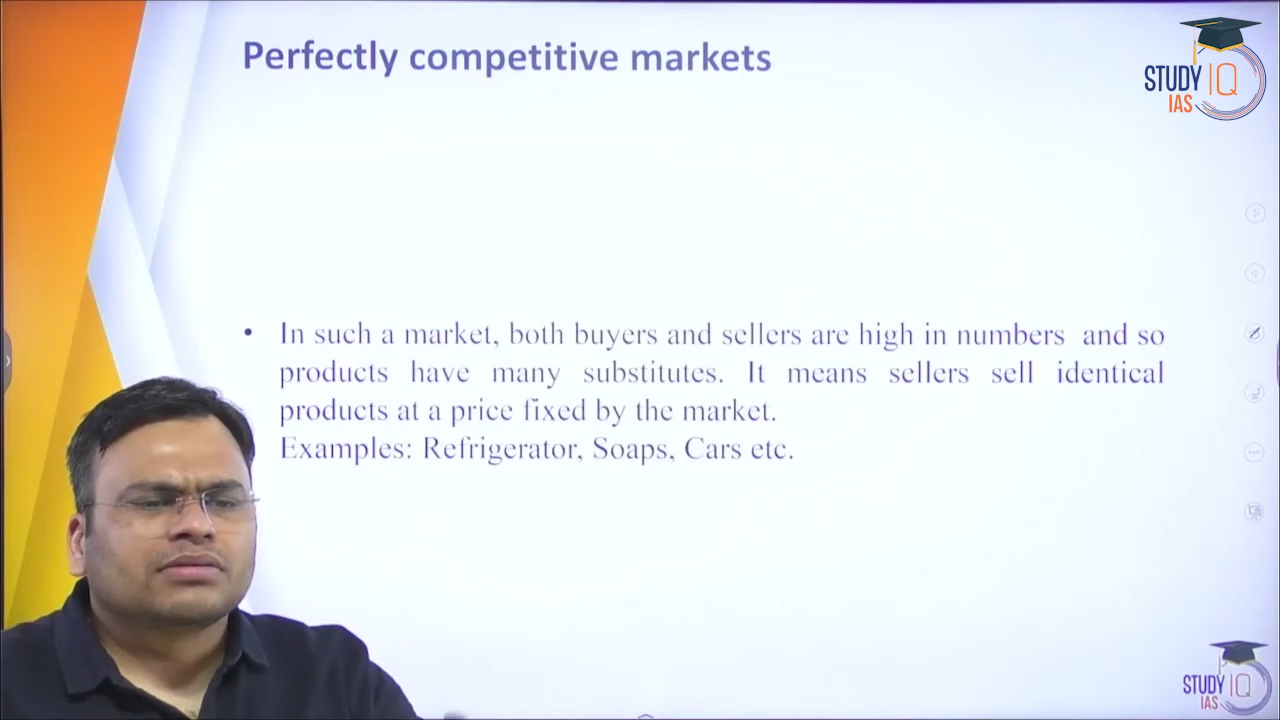 Perfectly competitive markets
STUDY IQ
IAS
• In such a market, both buyers and sellers are high in numbers and so
products have many substitutes. It means sellers sell identical
products at a price fixed by the market.
Examples: Refrigerator, Soaps, Cars etc.
STUDY IQ
IAS